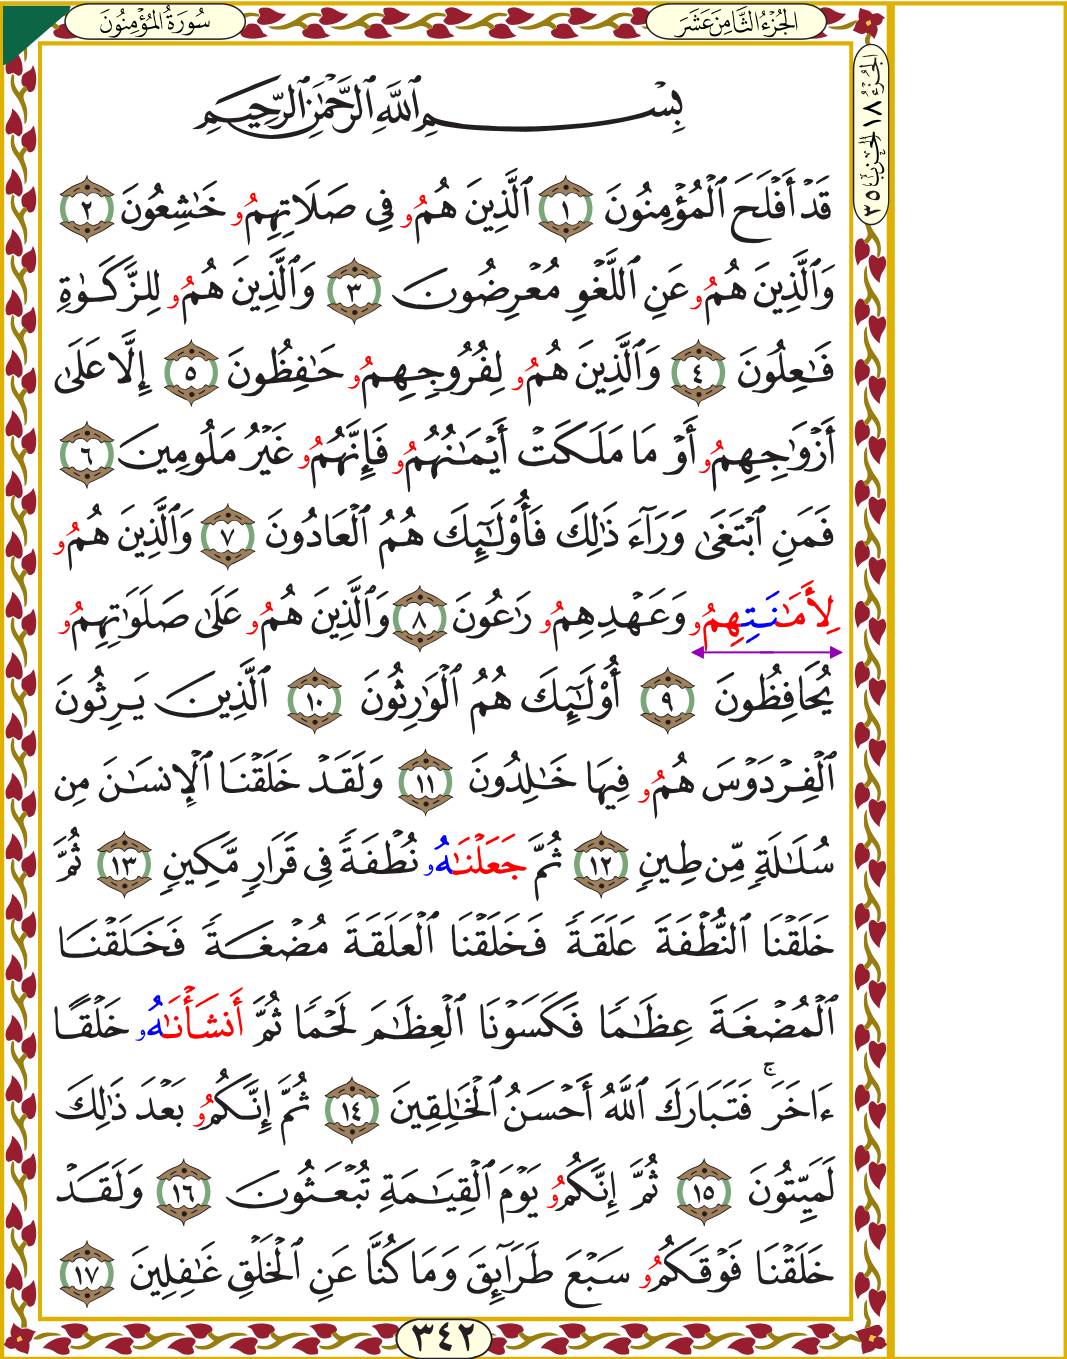 سُورَةُ المُؤْمِنُونَ
الجُزْءُ الثَّامِنَ عَشَرَ
الجزء ١٨ الحزب ٣٥
بِسْمِ ٱللَّهِ ٱلرَّحْمَٰنِ ٱلرَّحِيمِ
قَدْ أَفْلَحَ ٱلْمُؤْمِنُونَ ١ ٱلَّذِينَ هُمُۥ فِى صَلَاتِهِمُۥ خَٰشِعُونَ ٢
وَٱلَّذِينَ هُمُۥ عَنِ ٱللَّغْوِ مُعْرِضُونَ ٣ وَٱلَّذِينَ هُمُۥ لِلزَّكَوٰةِ
فَٰعِلُونَ ٤ وَٱلَّذِينَ هُمُۥ لِفُرُوجِهِمُۥ حَٰفِظُونَ ٥ إِلَّا عَلَىٰ
أَزْوَٰجِهِمُۥ أَوْ مَا مَلَكَتْ أَيْمَٰنُهُمُۥ فَإِنَّهُمُۥ غَيْرُ مَلُومِينَ ٦
فَمَنِ ٱبْتَغَىٰ وَرَآءَ ذَٰلِكَ فَأُوْلَٰٓئِكَ هُمُ ٱلْعَادُونَ ٧ وَٱلَّذِينَ هُمُۥ
لِأَمَٰنَتِهِمُۥ وَعَهْدِهِمُۥ رَٰعُونَ ٨ وَٱلَّذِينَ هُمُۥ عَلَىٰ صَلَوَٰتِهِمُۥ
يُحَافِظُونَ ٩ أُوْلَٰٓئِكَ هُمُ ٱلْوَٰرِثُونَ ١٠ ٱلَّذِينَ يَرِثُونَ
ٱلْفِرْدَوْسَ هُمُۥ فِيهَا خَٰلِدُونَ ١١ وَلَقَدْ خَلَقْنَا ٱلْإِنسَٰنَ مِن
سُلَٰلَةٍ مِّن طِينٍ ١٢ ثُمَّ جَعَلْنَٰهُۥ نُطْفَةً فِى قَرَارٍ مَّكِينٍ ١٣ ثُمَّ
خَلَقْنَا ٱلنُّطْفَةَ عَلَقَةً فَخَلَقْنَا ٱلْعَلَقَةَ مُضْغَةً فَخَلَقْنَا
ٱلْمُضْغَةَ عِظَٰمًا فَكَسَوْنَا ٱلْعِظَٰمَ لَحْمًا ثُمَّ أَنشَأْنَٰهُۥ خَلْقًا
ءَاخَرَۚ فَتَبَارَكَ ٱللَّهُ أَحْسَنُ ٱلْخَٰلِقِينَ ١٤ ثُمَّ إِنَّكُمُۥ بَعْدَ ذَٰلِكَ
لَمَيِّتُونَ ١٥ ثُمَّ إِنَّكُمُۥ يَوْمَ ٱلْقِيَٰمَةِ تُبْعَثُونَ ١٦ وَلَقَدْ
خَلَقْنَا فَوْقَكُمُۥ سَبْعَ طَرَآئِقَ وَمَا كُنَّا عَنِ ٱلْخَلْقِ غَٰفِلِينَ ١٧
٣٤٢